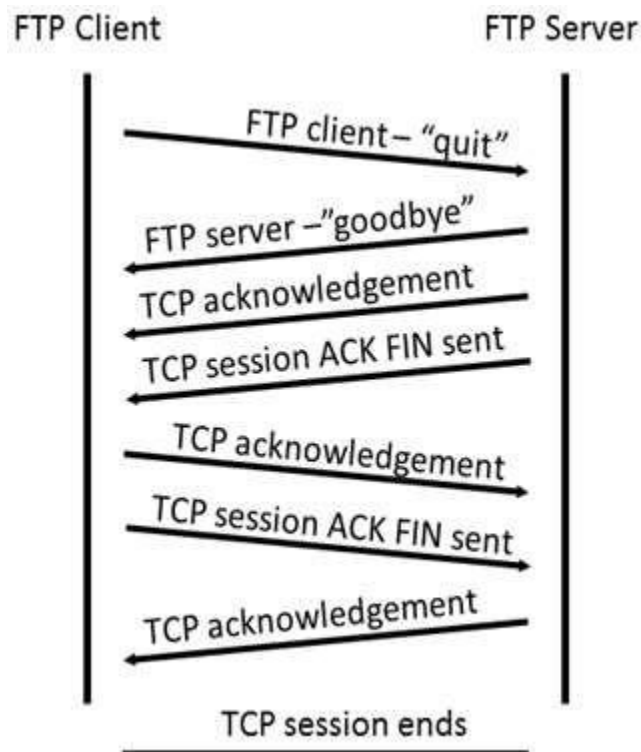 FTP Client
FTP Server
FTP client – "quit"
FTP server –"goodbye"
TCP acknowledgement
TCP session ACK FIN sent
TCP acknowledgement
TCP session ACK FIN sent
TCP acknowledgement
TCP session ends